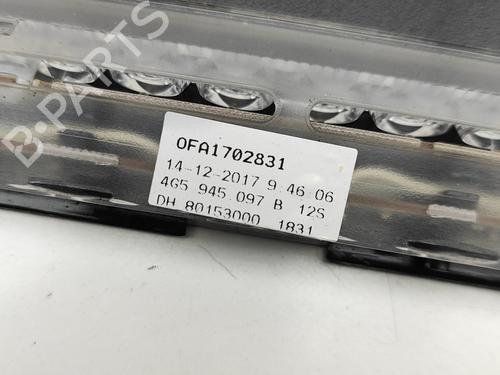 B-PARTS
0FA1702831
14-12-2017 9:46:06
4G5 945 097 B 12S
DH 80153000 1831